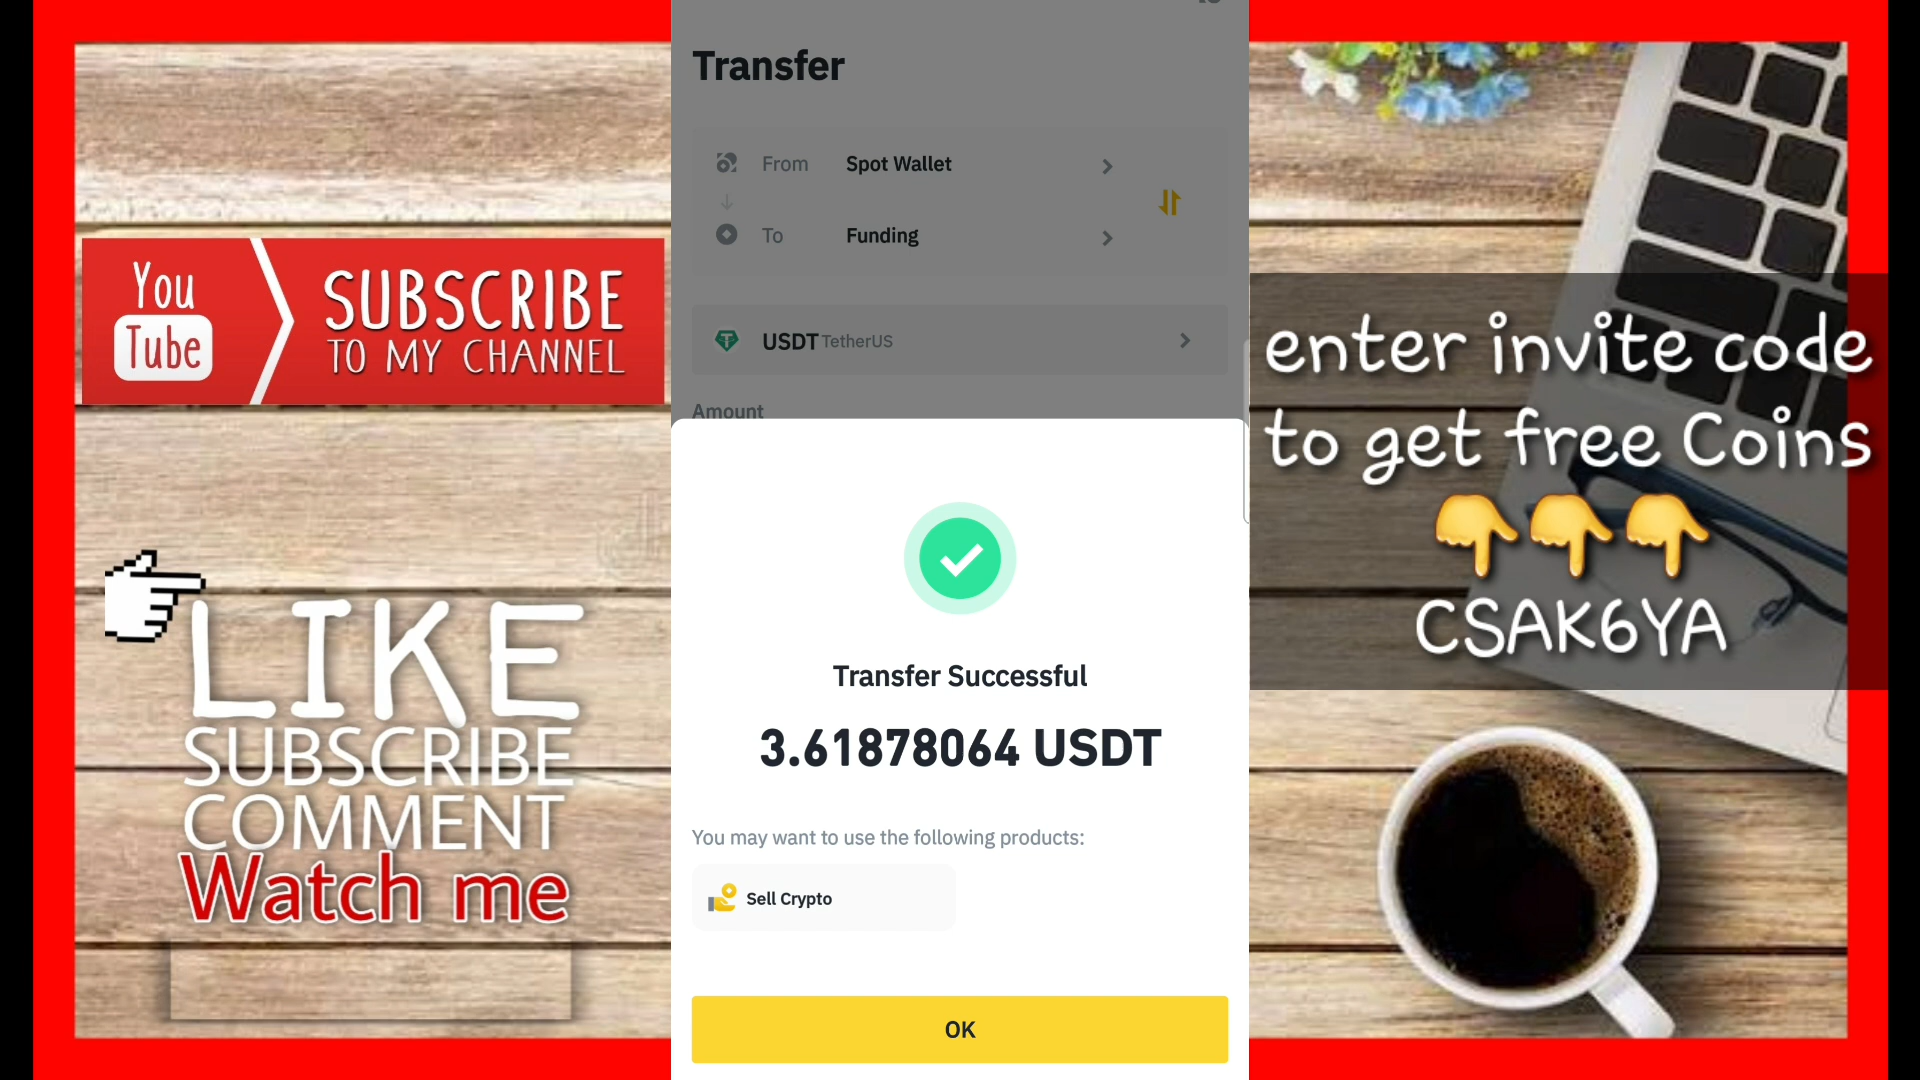 You
Tube
SUBSCRIBE
TO MY CHANNEL
LIKE
SUBSCRIBE
COMMENT
Watch me
Transfer
From Spot Wallet
To Funding
USDT TetherUS
Amount
Transfer Successful
3.61878064 USDT
You may want to use the following products:
Sell Crypto
OK
enter invite code
to get free Coins
👇👇👇
CSAK6YA